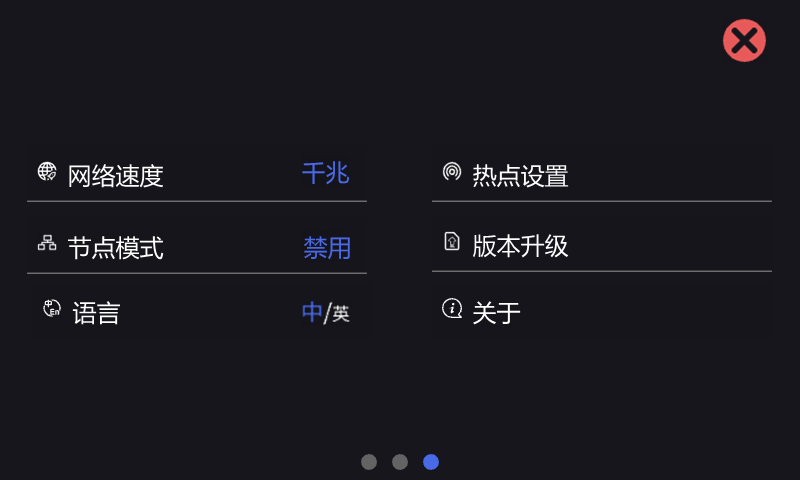 网络速度 千兆
热点设置
节点模式 禁用
版本升级
语言 中/英
关于